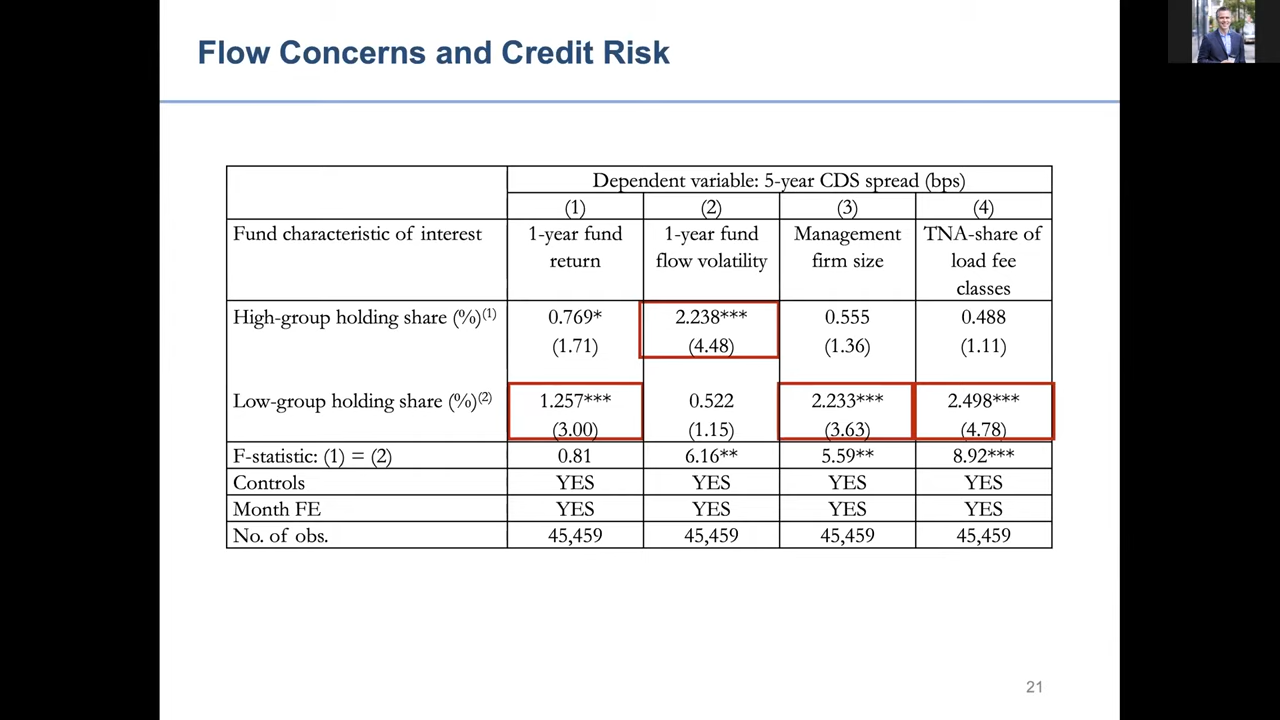 Flow Concerns and Credit Risk
Dependent variable: 5-year CDS spread (bps)
(1) (2) (3) (4)
Fund characteristic of interest 1-year fund return 1-year fund flow volatility Management firm size TNA-share of load fee classes
High-group holding share (%)(1) 0.769* 2.238*** 0.555 0.488
(1.71) (4.48) (1.36) (1.11)
Low-group holding share (%)(2) 1.257*** 0.522 2.233*** 2.498***
(3.00) (1.15) (3.63) (4.78)
F-statistic: (1) = (2) 0.81 6.16** 5.59** 8.92***
Controls YES YES YES YES
Month FE YES YES YES YES
No. of obs. 45,459 45,459 45,459 45,459
21